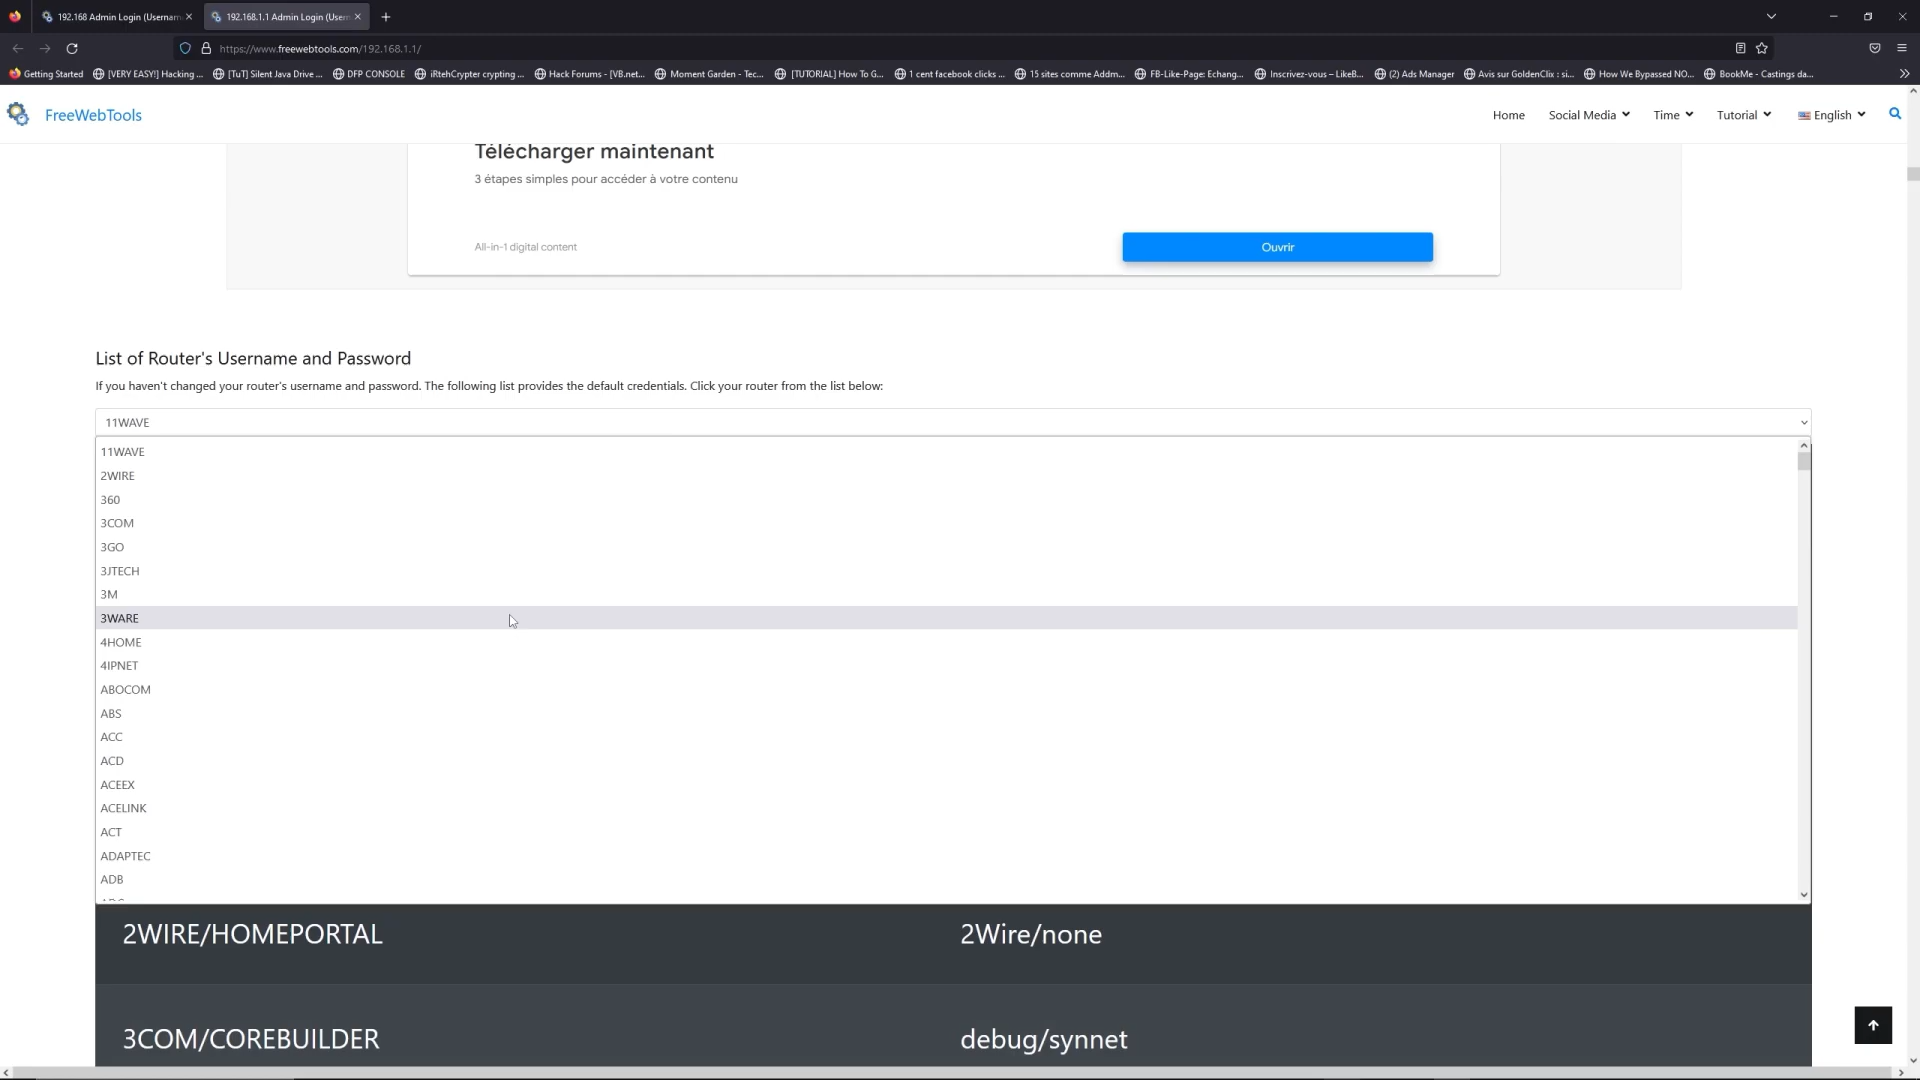 192.168 Admin Login (Usernam
192.168.1.1 Admin Login (User
https://www.freewebtools.com/192.168.1.1/
Getting Started
[VERY EASY!] Hacking ...
[TuT] Silent Java Drive ...
DFP CONSOLE
iRtehCrypter crypting ...
Hack Forums - [VB.net...
Moment Garden - Tec...
[TUTORIAL] How To G...
1 cent facebook clicks ...
15 sites comme Addm...
FB-Like-Page: Echang...
Inscrivez-vous – LikeB...
(2) Ads Manager
Avis sur GoldenClix : si...
How We Bypassed NO...
BookMe - Castings da...
FreeWebTools
Home
Social Media
Time
Tutorial
English
Télécharger maintenant
3 étapes simples pour accéder à votre contenu
All-in-1 digital content
Ouvrir
List of Router's Username and Password
If you haven't changed your router's username and password. The following list provides the default credentials. Click your router from the list below:
11WAVE
11WAVE
2WIRE
360
3COM
3GO
3JTECH
3M
3WARE
4HOME
4IPNET
ABOCOM
ABS
ACC
ACD
ACEEX
ACELINK
ACT
ADAPTEC
ADB
2WIRE/HOMEPORTAL
2Wire/none
3COM/COREBUILDER
debug/synnet